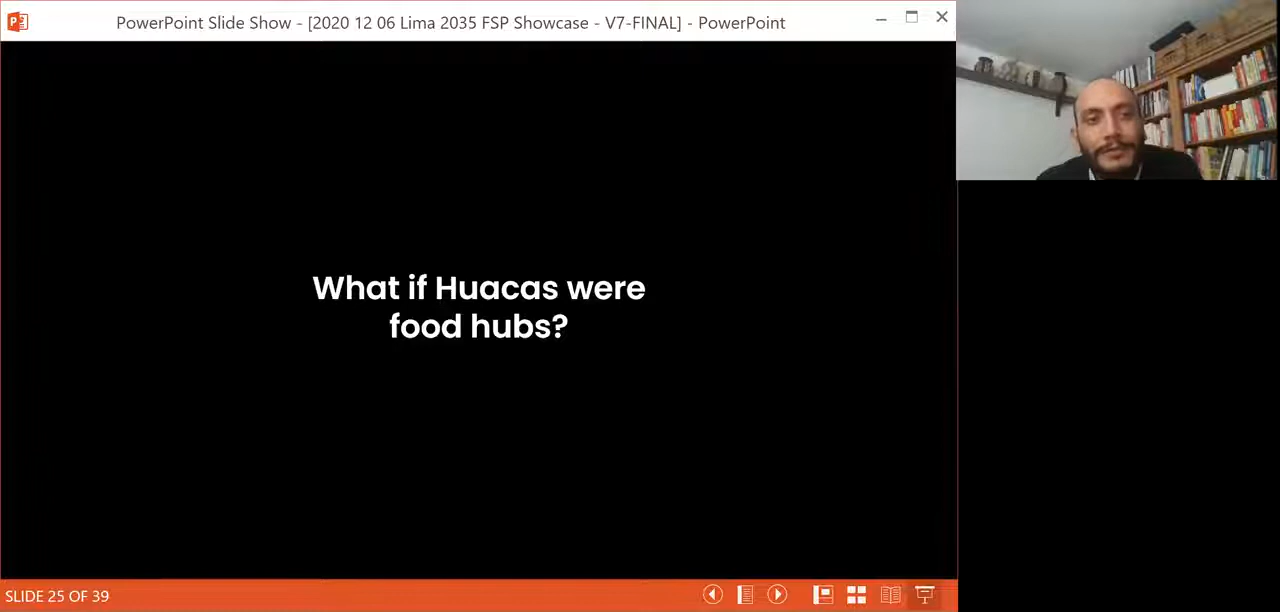 PowerPoint Slide Show - [2020 12 06 Lima 2035 FSP Showcase - V7-FINAL] - PowerPoint
What if Huacas were
food hubs?
SLIDE 25 OF 39